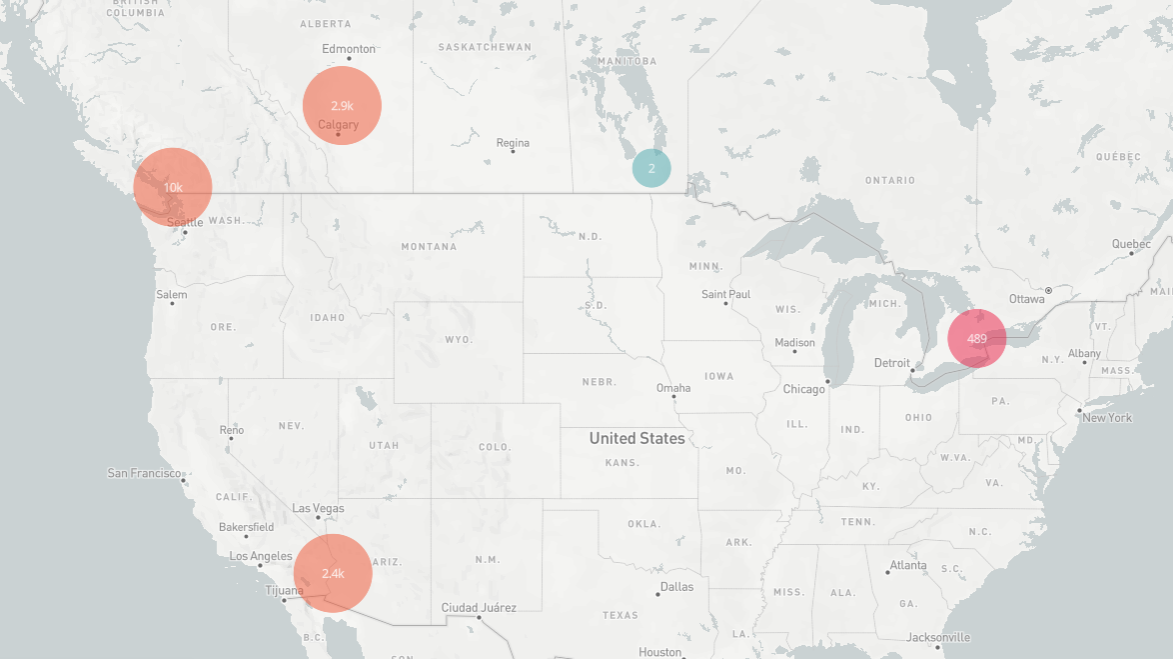 BRITISH
COLUMBIA
ALBERTA
SASKATCHEWAN
Edmonton
MANITOBA
2.9k
Calgary
Regina
QUÉBEC
2
ONTARIO
10k
Seattle
WASH.
MONTANA
N.D.
Quebec
MINN.
Salem
Saint Paul
Ottawa
MAI
S.D.
MICH.
WIS.
IDAHO
ORE.
VT.
WYO.
489
Madison
Albany
N.Y.
Detroit
MASS.
IOWA
NEBR.
Omaha
Chicago
PA.
New York
OHIO
NEV.
Reno
ILL.
IND.
United States
UTAH
COLO.
MD.
W.VA.
KANS.
MO.
San Francisco
VA.
KY.
CALIF.
Las Vegas
TENN.
OKLA.
Bakersfield
N.C.
ARK.
Los Angeles
N.M.
ARIZ.
Atlanta
S.C.
2.4k
Dallas
Tijuana
MISS.
ALA.
GA.
Ciudad Juárez
TEXAS
LA.
B.C.
Jacksonville
Houston
SON.